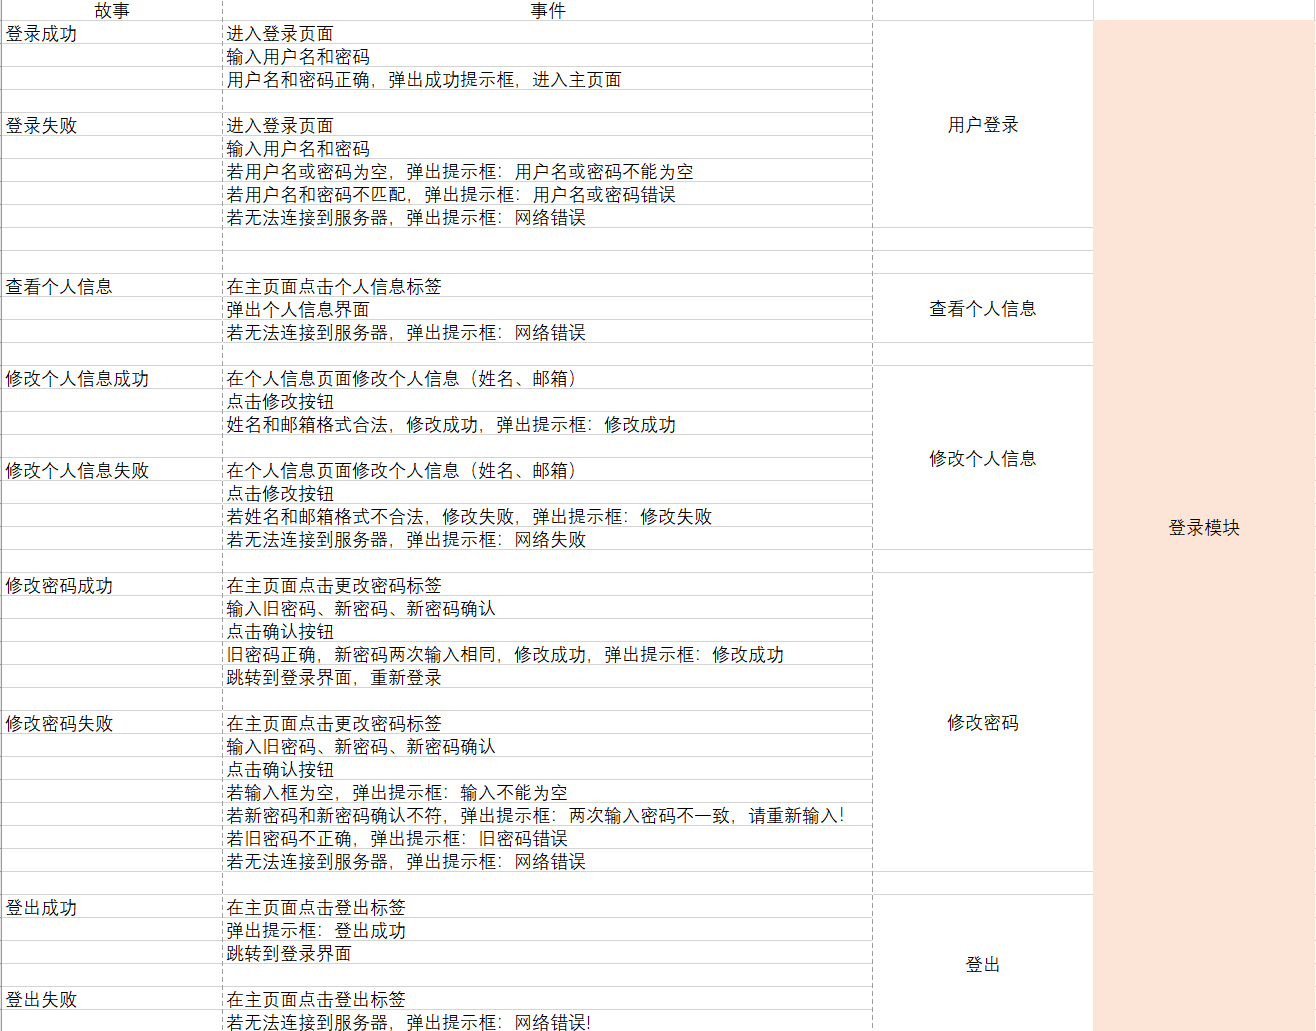 故事 事件
登录成功 进入登录页面
输入用户名和密码
用户名和密码正确，弹出成功提示框，进入主页面
登录失败 进入登录页面 用户登录
输入用户名和密码
若用户名或密码为空，弹出提示框：用户名或密码不能为空
若用户名和密码不匹配，弹出提示框：用户名或密码错误
若无法连接到服务器，弹出提示框：网络错误
查看个人信息 在主页面点击个人信息标签
弹出个人信息界面 查看个人信息
若无法连接到服务器，弹出提示框：网络错误
修改个人信息成功 在个人信息页面修改个人信息（姓名、邮箱）
点击修改按钮
姓名和邮箱格式合法，修改成功，弹出提示框：修改成功
修改个人信息
修改个人信息失败 在个人信息页面修改个人信息（姓名、邮箱）
点击修改按钮
若姓名和邮箱格式不合法，修改失败，弹出提示框：修改失败
登录模块
若无法连接到服务器，弹出提示框：网络失败
修改密码成功 在主页面点击更改密码标签
输入旧密码、新密码、新密码确认
点击确认按钮
旧密码正确，新密码两次输入相同，修改成功，弹出提示框：修改成功
跳转到登录界面，重新登录
修改密码失败 在主页面点击更改密码标签 修改密码
输入旧密码、新密码、新密码确认
点击确认按钮
若输入框为空，弹出提示框：输入不能为空
若新密码和新密码确认不符，弹出提示框：两次输入密码不一致，请重新输入！
若旧密码不正确，弹出提示框：旧密码错误
若无法连接到服务器，弹出提示框：网络错误
登出成功 在主页面点击登出标签
弹出提示框：登出成功
跳转到登录界面
登出
登出失败 在主页面点击登出标签
若无法连接到服务器，弹出提示框：网络错误!